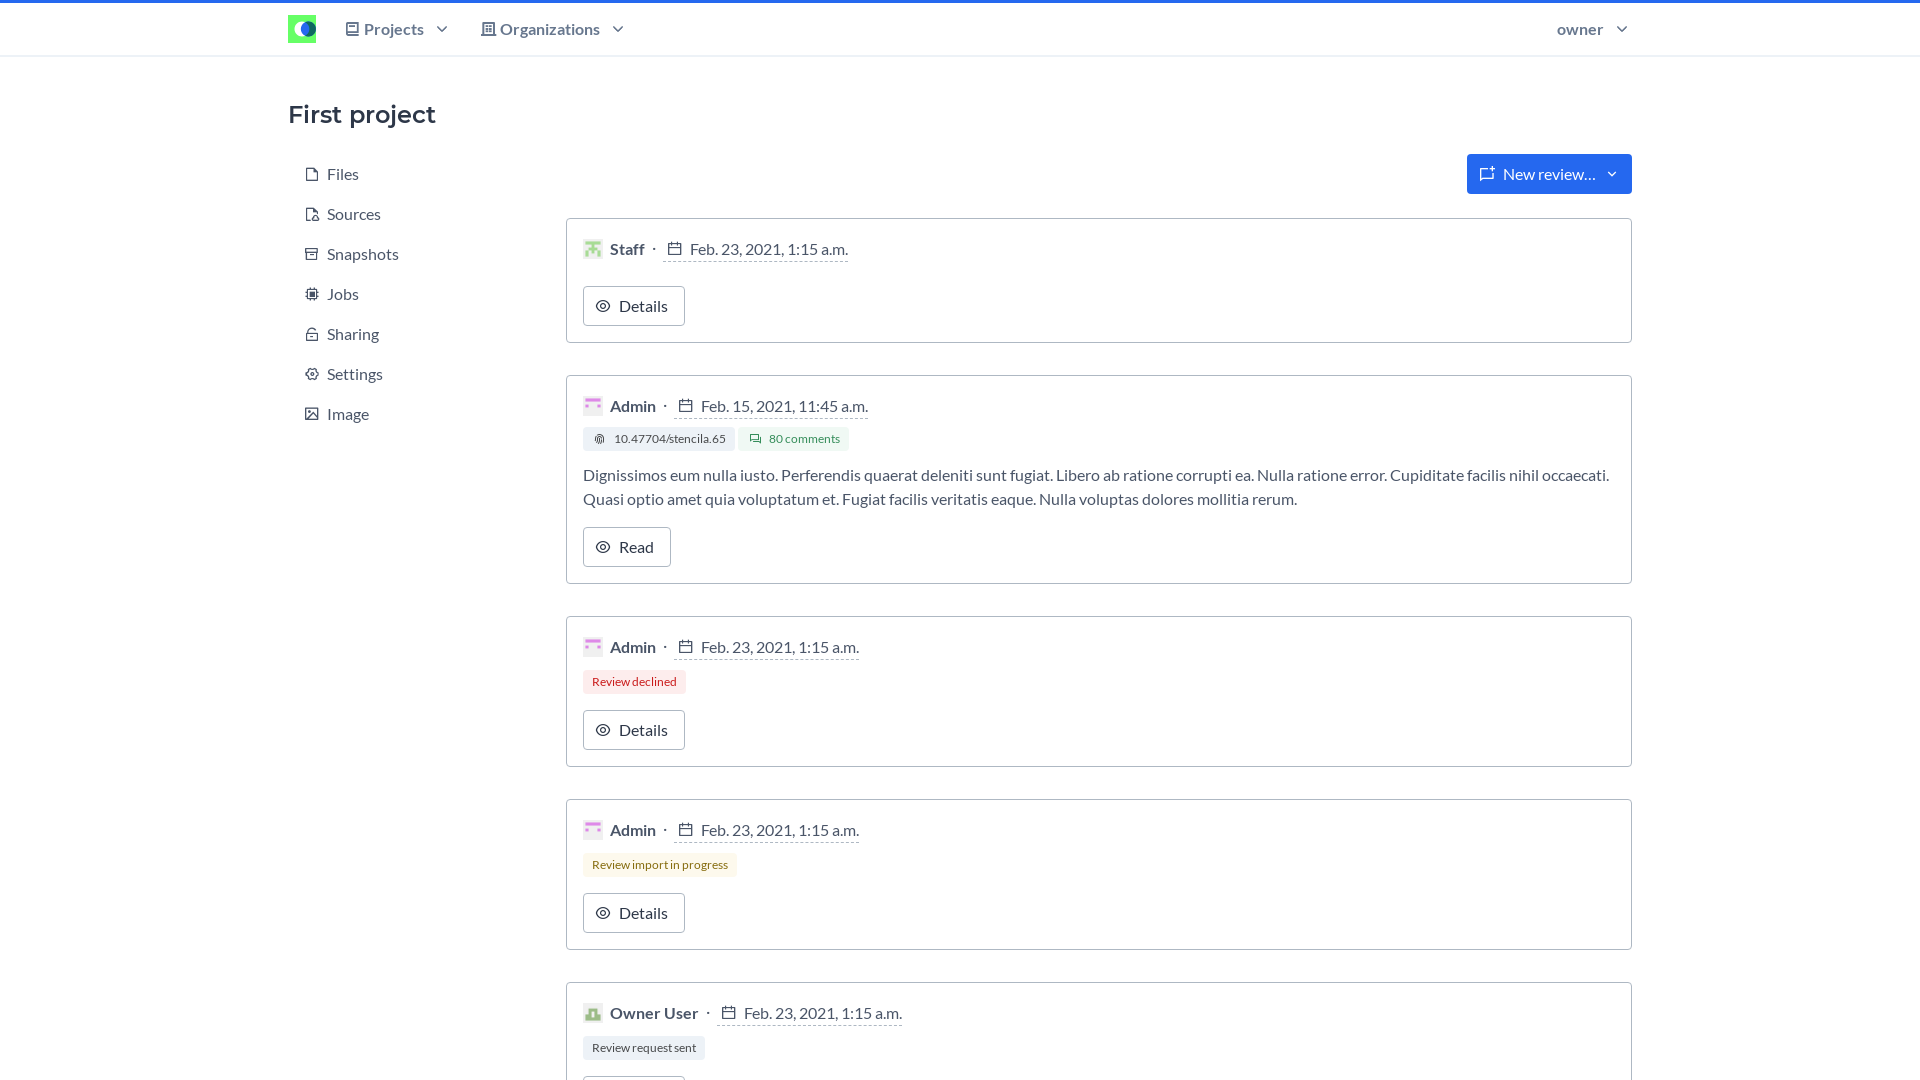 Projects
Organizations
owner
First project
Files
Sources
Snapshots
Jobs
Sharing
Settings
Image
New review...
Staff · Feb. 23, 2021, 1:15 a.m.
Details
Admin · Feb. 15, 2021, 11:45 a.m.
10.47704/stencila.65 80 comments
Dignissimos eum nulla iusto. Perferendis quaerat deleniti sunt fugiat. Libero ab ratione corrupti ea. Nulla ratione error. Cupiditate facilis nihil occaecati.
Quasi optio amet quia voluptatum et. Fugiat facilis veritatis eaque. Nulla voluptas dolores mollitia rerum.
Read
Admin · Feb. 23, 2021, 1:15 a.m.
Review declined
Details
Admin · Feb. 23, 2021, 1:15 a.m.
Review import in progress
Details
Owner User · Feb. 23, 2021, 1:15 a.m.
Review request sent